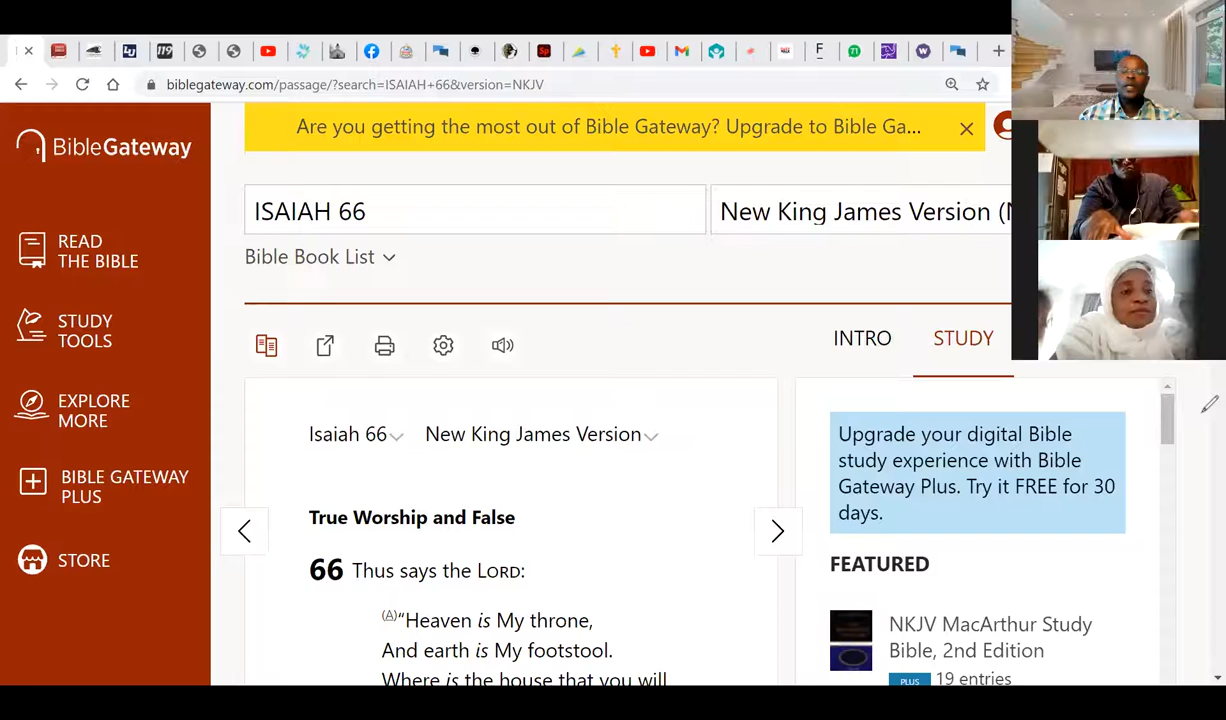 biblegateway.com/passage/?search=ISAIAH+66&version=NKJV
Are you getting the most out of Bible Gateway? Upgrade to Bible Ga...
BibleGateway
ISAIAH 66
New King James Version (
Bible Book List
READ
THE BIBLE
STUDY
TOOLS
EXPLORE
MORE
BIBLE GATEWAY
PLUS
STORE
INTRO
STUDY
Isaiah 66
New King James Version
True Worship and False
66 Thus says the LORD:
(A)“Heaven is My throne,
And earth is My footstool.
Where is the house that you will
Upgrade your digital Bible
study experience with Bible
Gateway Plus. Try it FREE for 30
days.
FEATURED
NKJV MacArthur Study
Bible, 2nd Edition
PLUS 19 entries